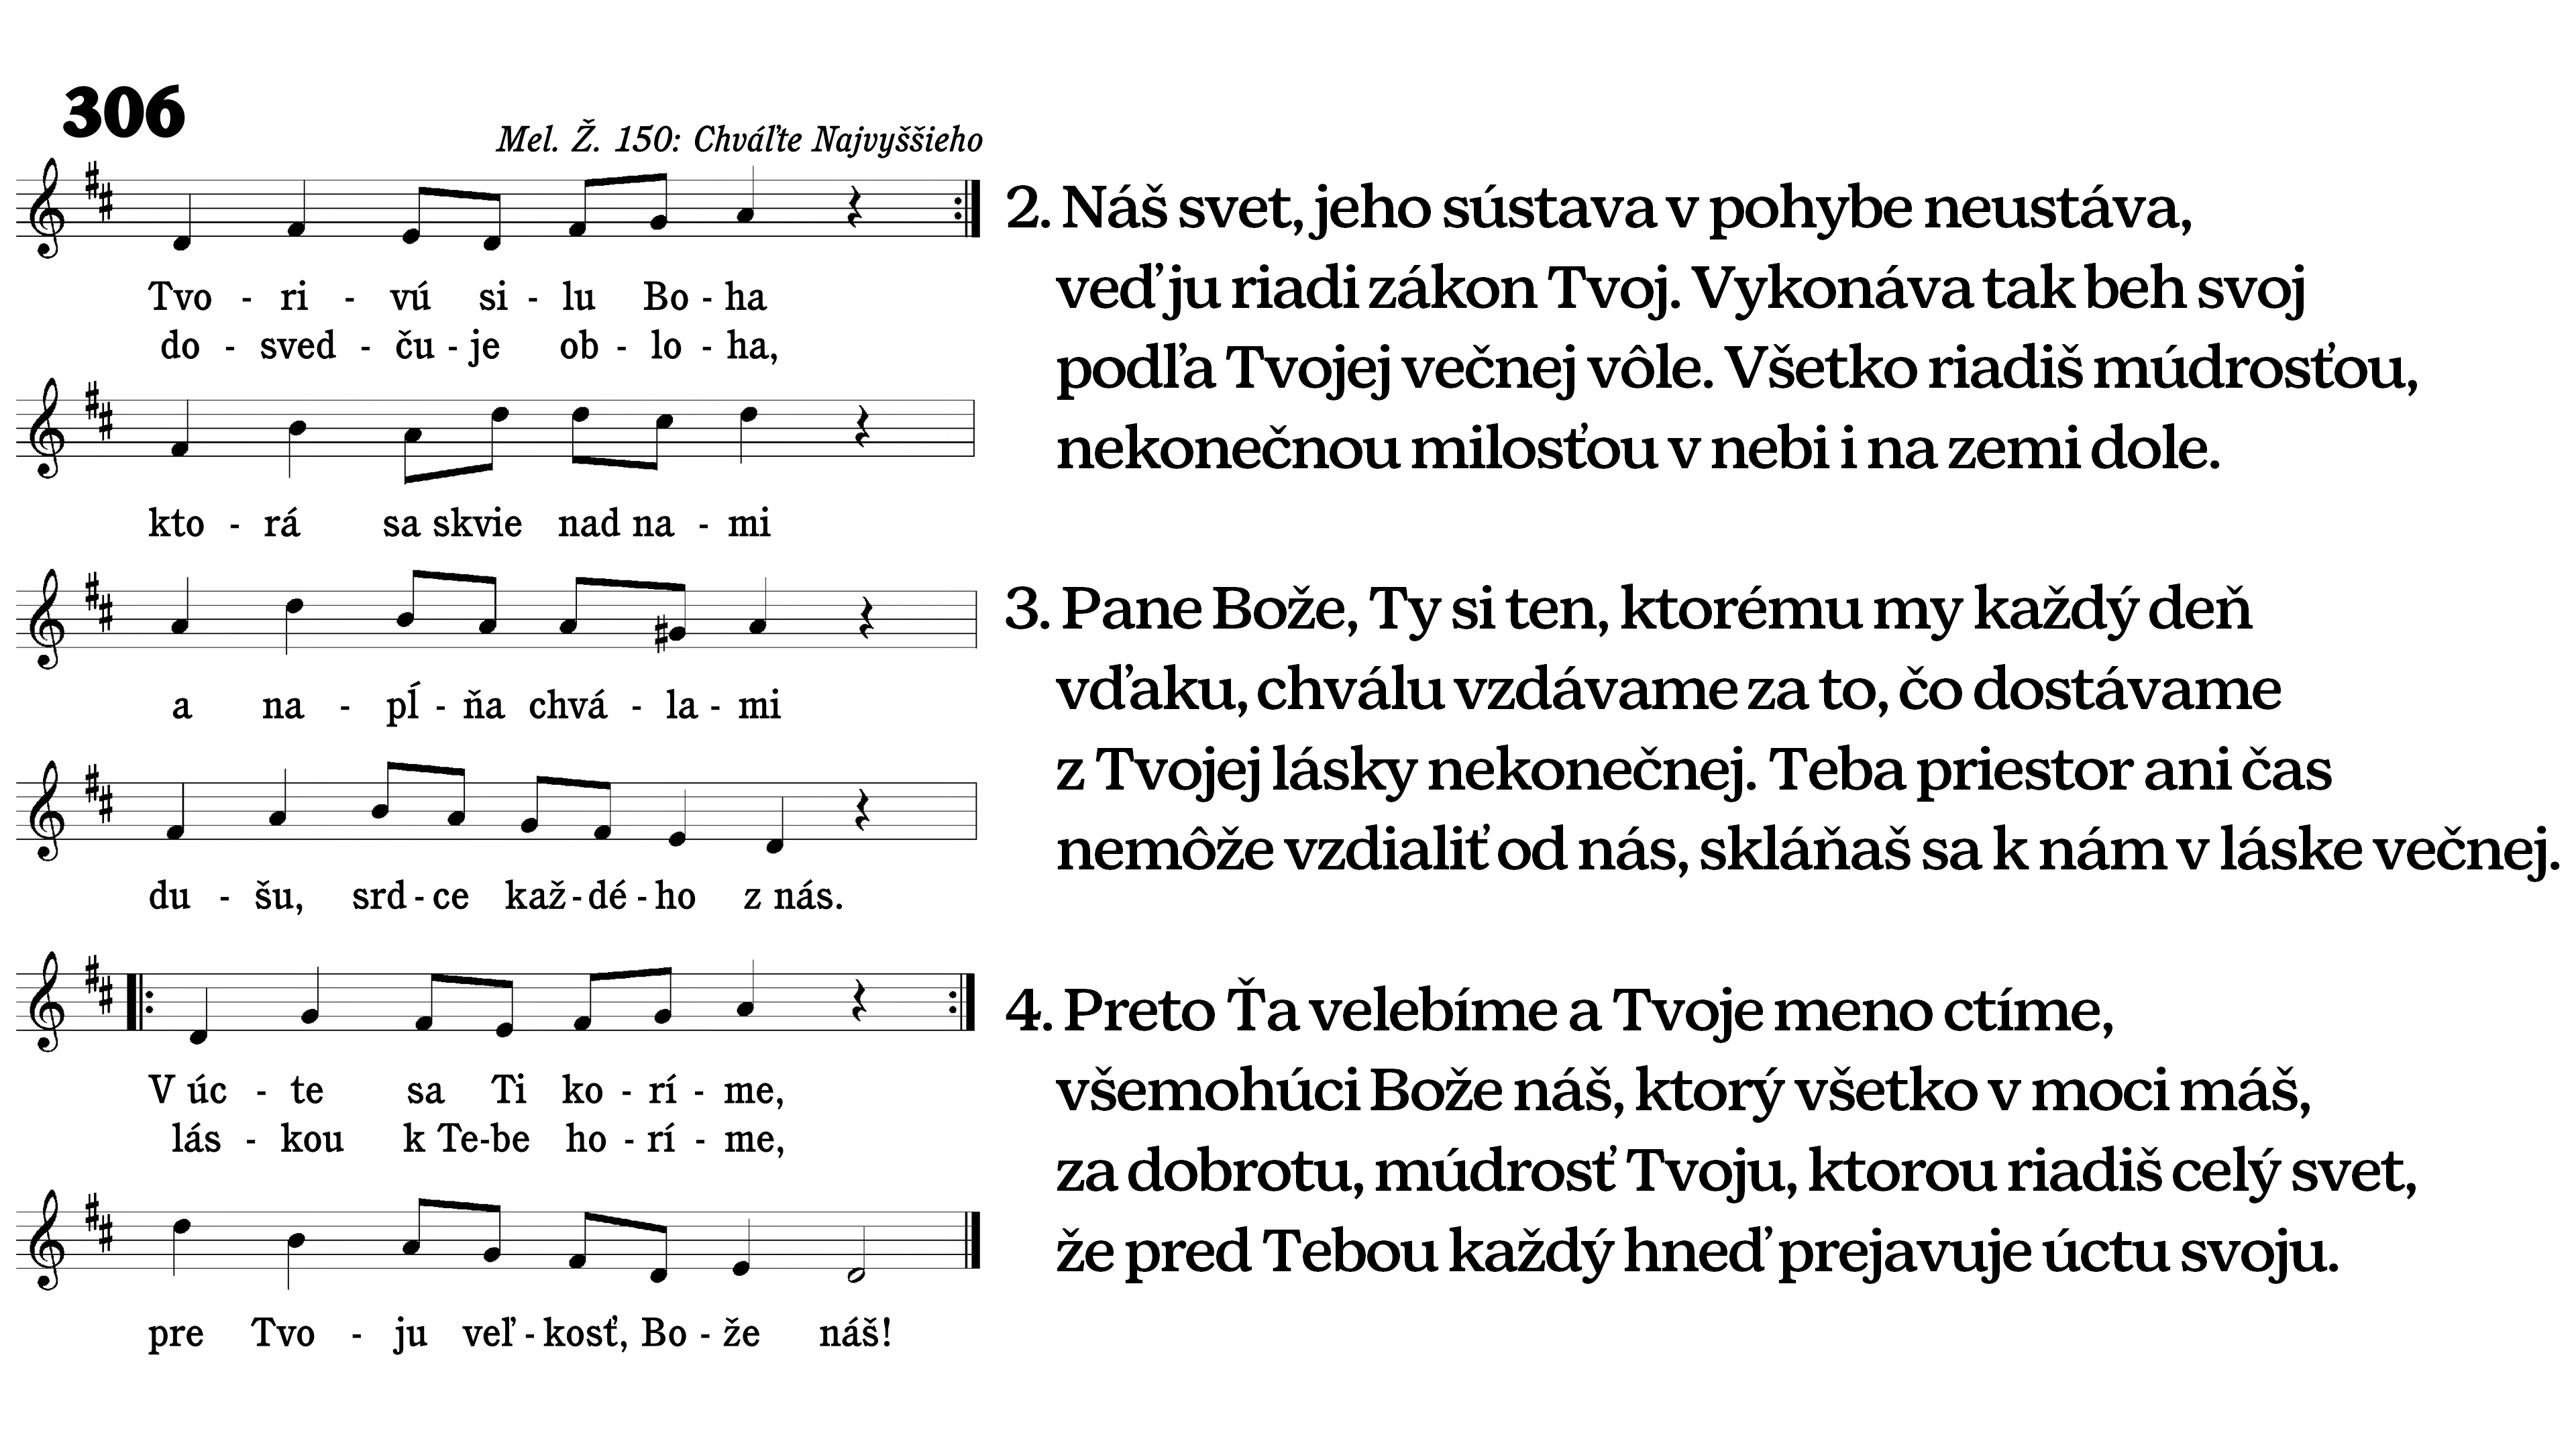 306
Mel. Ž. 150: Chváľte Najvyššieho
Tvo - ri - vú si - lu Bo - ha
do - sved - ču - je ob - lo - ha,
kto - rá sa skvie nad na - mi
a na - pĺ - ňa chvá - la - mi
du - šu, srd - ce kaž - dé - ho z nás.
V úc - te sa Ti ko - rí - me,
lás - kou k Te-be ho - rí - me,
pre Tvo - ju veľ - kosť, Bo - že náš!
2. Náš svet, jeho sústava v pohybe neustáva,
veď ju riadi zákon Tvoj. Vykonáva tak beh svoj
podľa Tvojej večnej vôle. Všetko riadiš múdrosťou,
nekonečnou milosťou v nebi i na zemi dole.
3. Pane Bože, Ty si ten, ktorému my každý deň
vďaku, chválu vzdávame za to, čo dostávame
z Tvojej lásky nekonečnej. Teba priestor ani čas
nemôže vzdialiť od nás, skláňaš sa k nám v láske večnej.
4. Preto Ťa velebíme a Tvoje meno ctíme,
všemohúci Bože náš, ktorý všetko v moci máš,
za dobrotu, múdrosť Tvoju, ktorou riadiš celý svet,
že pred Tebou každý hneď prejavuje úctu svoju.